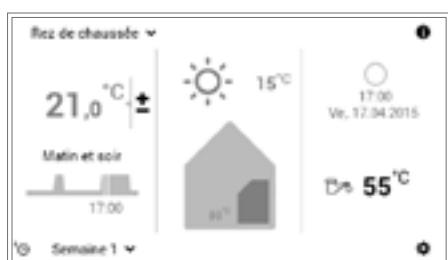 Rez de chaussée
21,0 °C ±
15°C
17:00
Ve, 17.04.2015
Matin et soir
17:00
55°C
Semaine 1